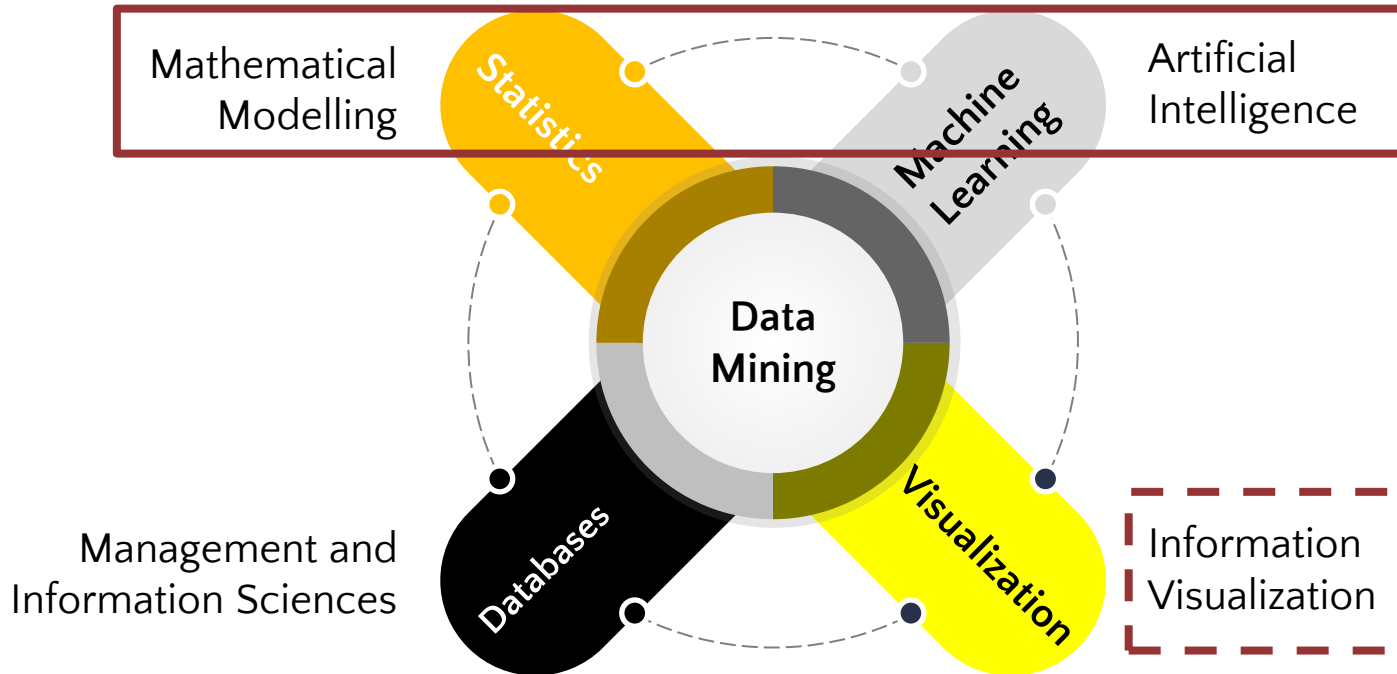 Mathematical
Modelling
Statistics
Machine
Learning
Artificial
Intelligence
Data
Mining
Management and
Information Sciences
Databases
Visualization
Information
Visualization